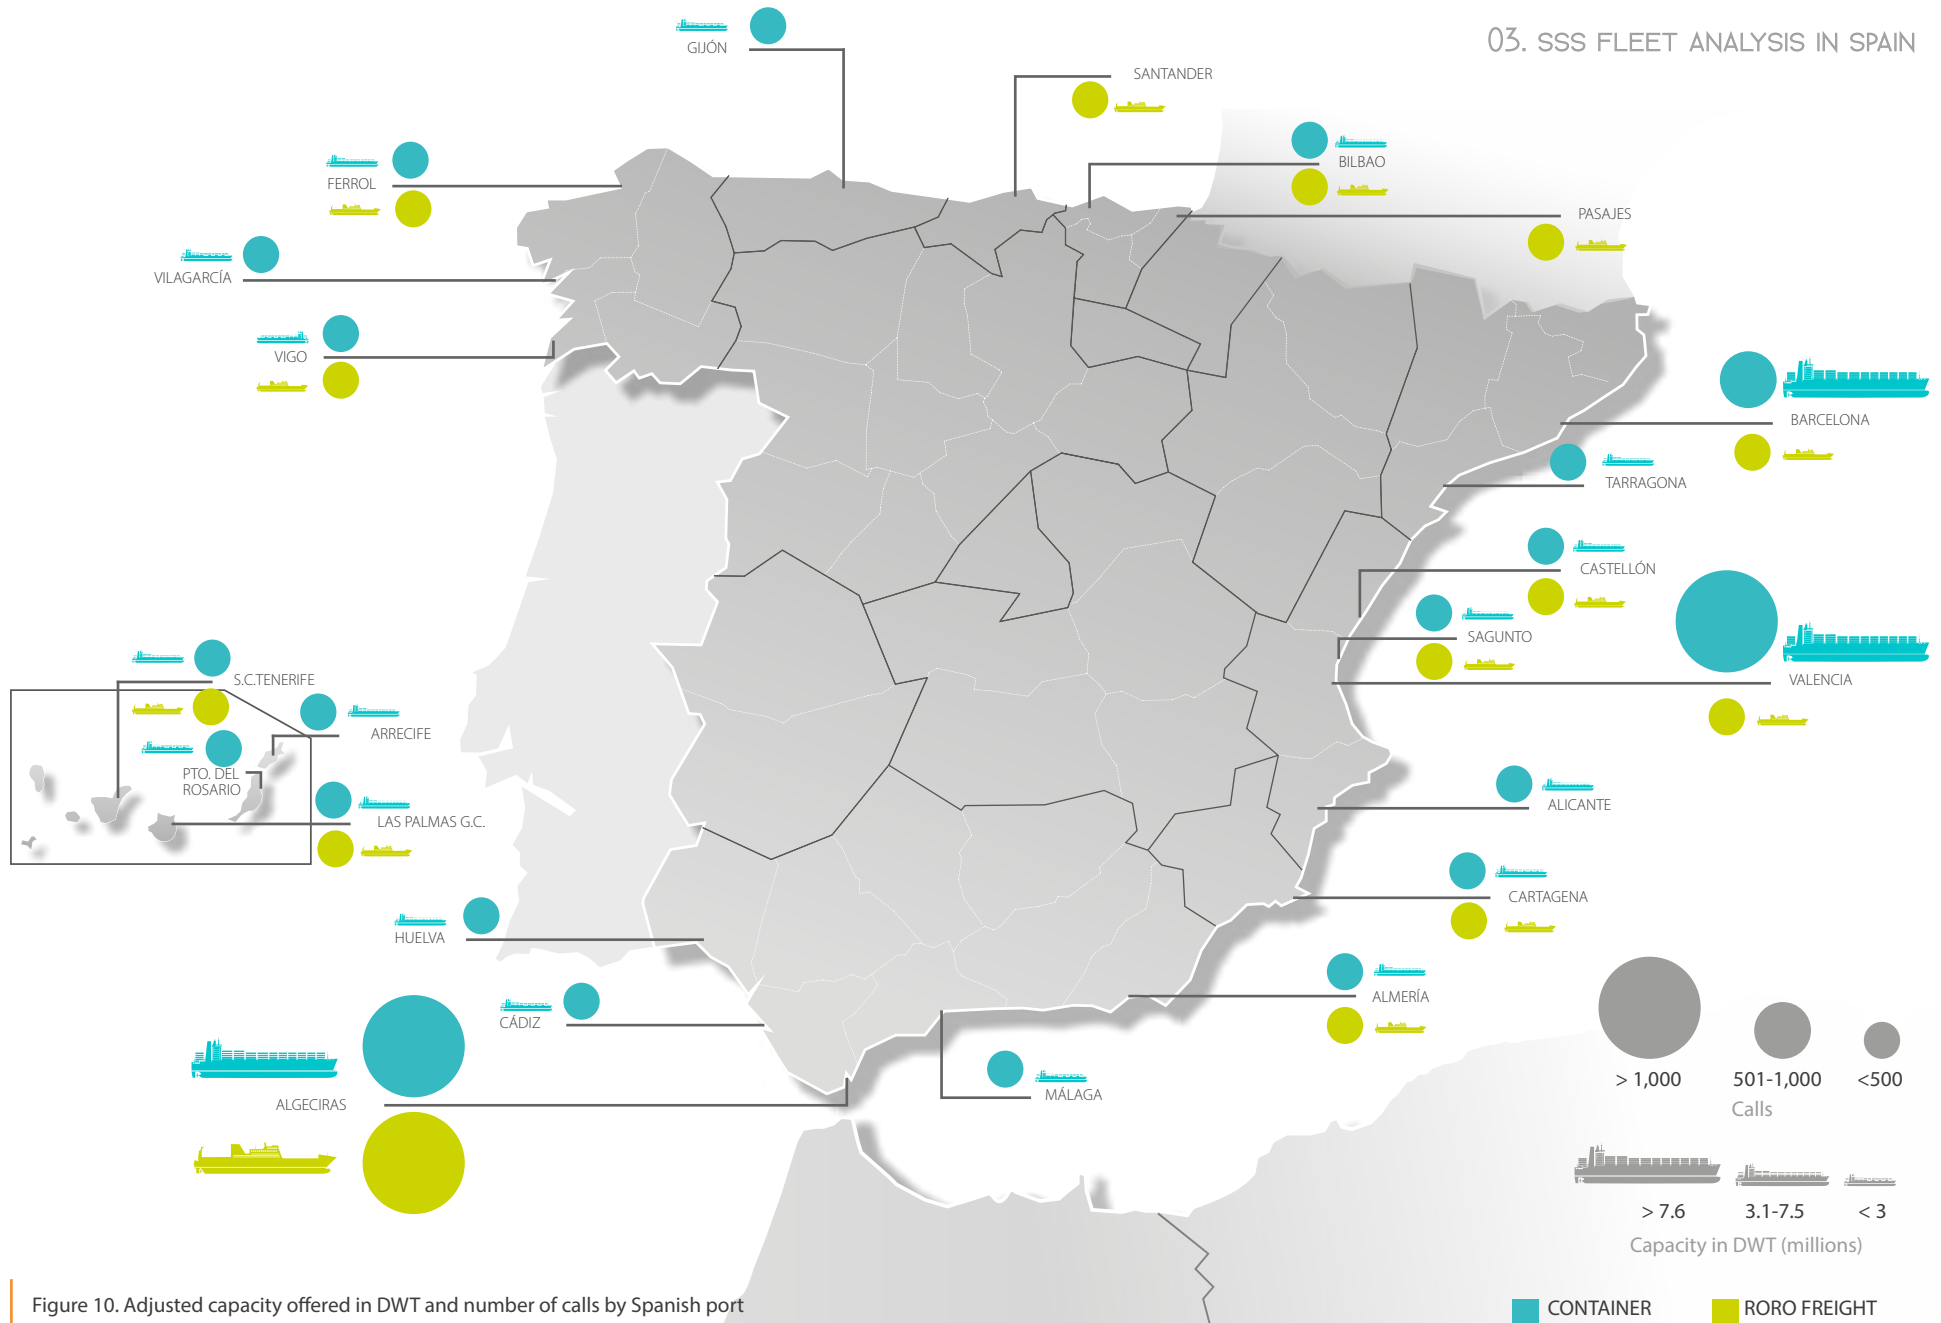 03. SSS FLEET ANALYSIS IN SPAIN
GIJÓN
SANTANDER
BILBAO
FERROL
PASAJES
VILAGARCÍA
VIGO
BARCELONA
TARRAGONA
CASTELLÓN
SAGUNTO
VALENCIA
S.C.TENERIFE
ARRECIFE
PTO. DEL
ROSARIO
LAS PALMAS G.C.
ALICANTE
CARTAGENA
HUELVA
ALMERÍA
CÁDIZ
MÁLAGA
ALGECIRAS
> 1,000
501-1,000
<500
Calls
> 7.6
3.1-7.5
< 3
Capacity in DWT (millions)
Figure 10. Adjusted capacity offered in DWT and number of calls by Spanish port
CONTAINER
RORO FREIGHT